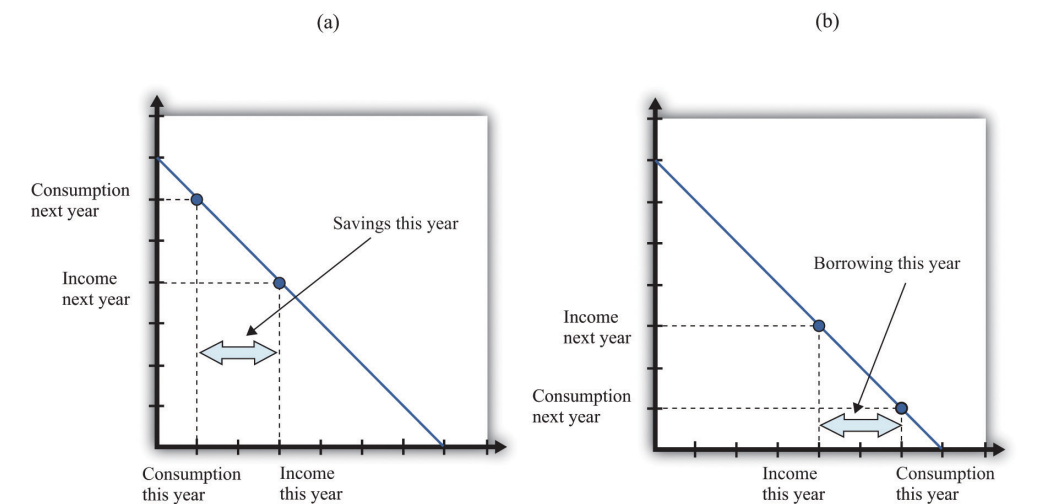 (a)
Consumption
next year
Savings this year
Income
next year
Consumption
this year
Income
this year
(b)
Borrowing this year
Income
next year
Consumption
next year
Income
this year
Consumption
this year